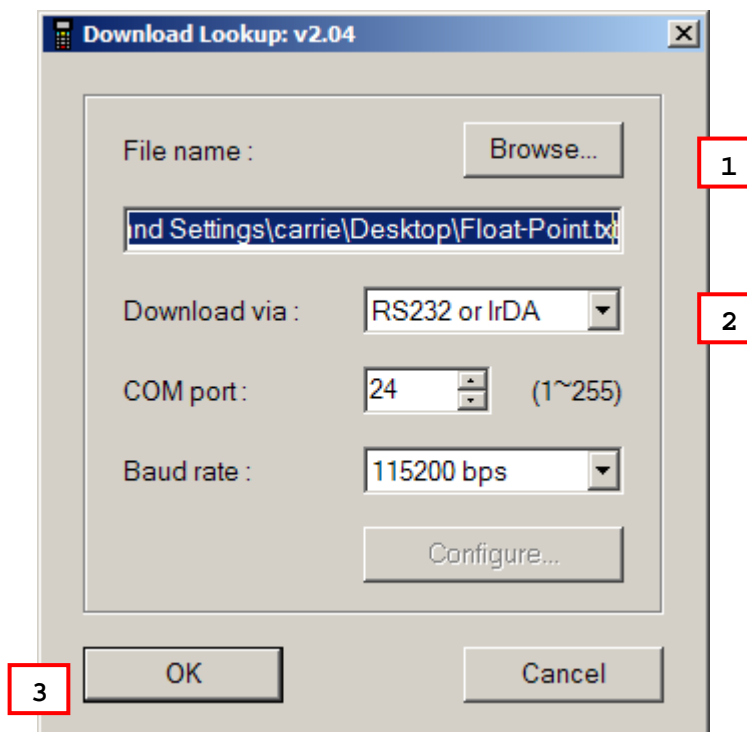 Download Lookup: v2.04
File name :
Browse...
1
nd Settings\carrie\Desktop\Float-Point.txt
Download via :
RS232 or IrDA
2
COM port :
24
(1~255)
Baud rate :
115200 bps
Configure...
OK
Cancel
3